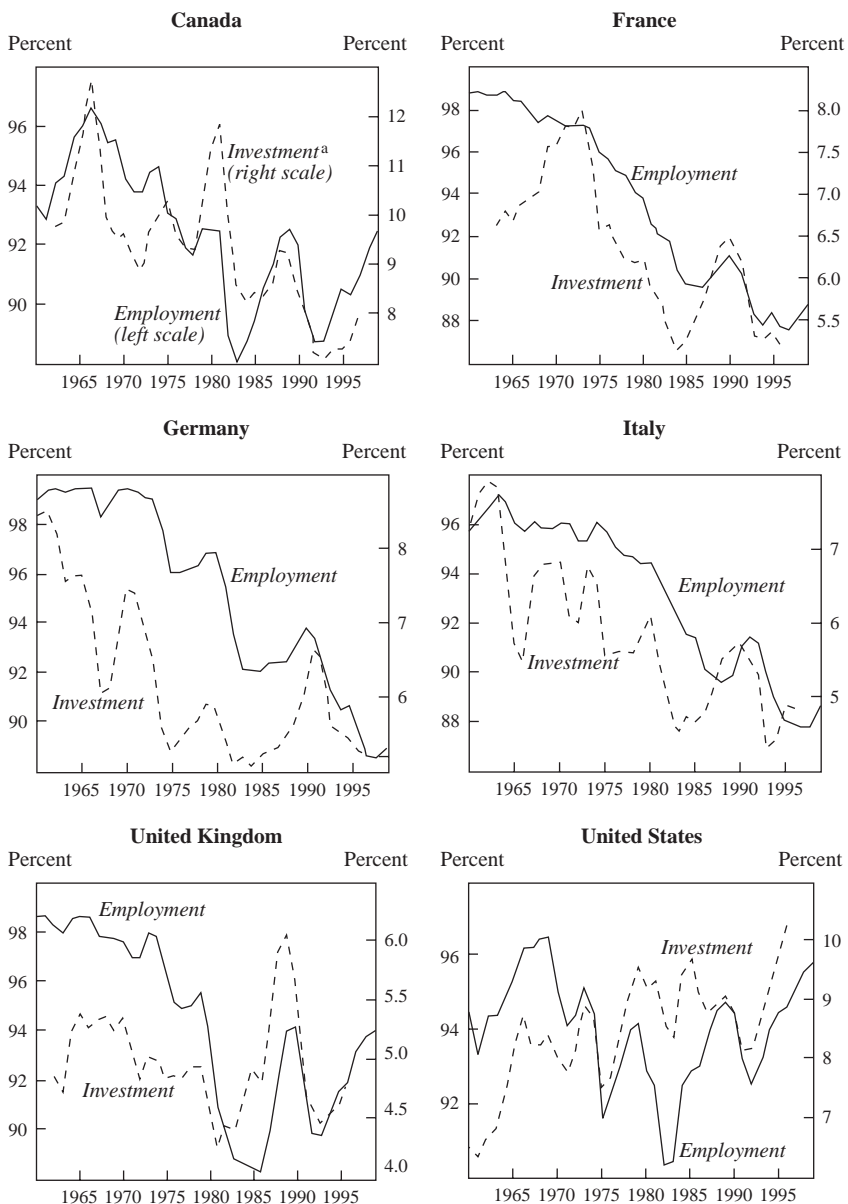 Canada
Percent Percent
96
94
92
90
12
11
10
9
8
Investmentᵃ
(right scale)
Employment
(left scale)
1965 1970 1975 1980 1985 1990 1995
France
Percent Percent
98
96
94
92
90
88
8.0
7.5
7.0
6.5
6.0
5.5
Employment
Investment
1965 1970 1975 1980 1985 1990 1995
Germany
Percent Percent
98
96
94
92
90
8
7
6
Employment
Investment
1965 1970 1975 1980 1985 1990 1995
Italy
Percent Percent
96
94
92
90
88
7
6
5
Employment
Investment
1965 1970 1975 1980 1985 1990 1995
United Kingdom
Percent Percent
98
96
94
92
90
6.0
5.5
5.0
4.5
4.0
Employment
Investment
1965 1970 1975 1980 1985 1990 1995
United States
Percent Percent
96
94
92
10
9
8
7
Investment
Employment
1965 1970 1975 1980 1985 1990 1995